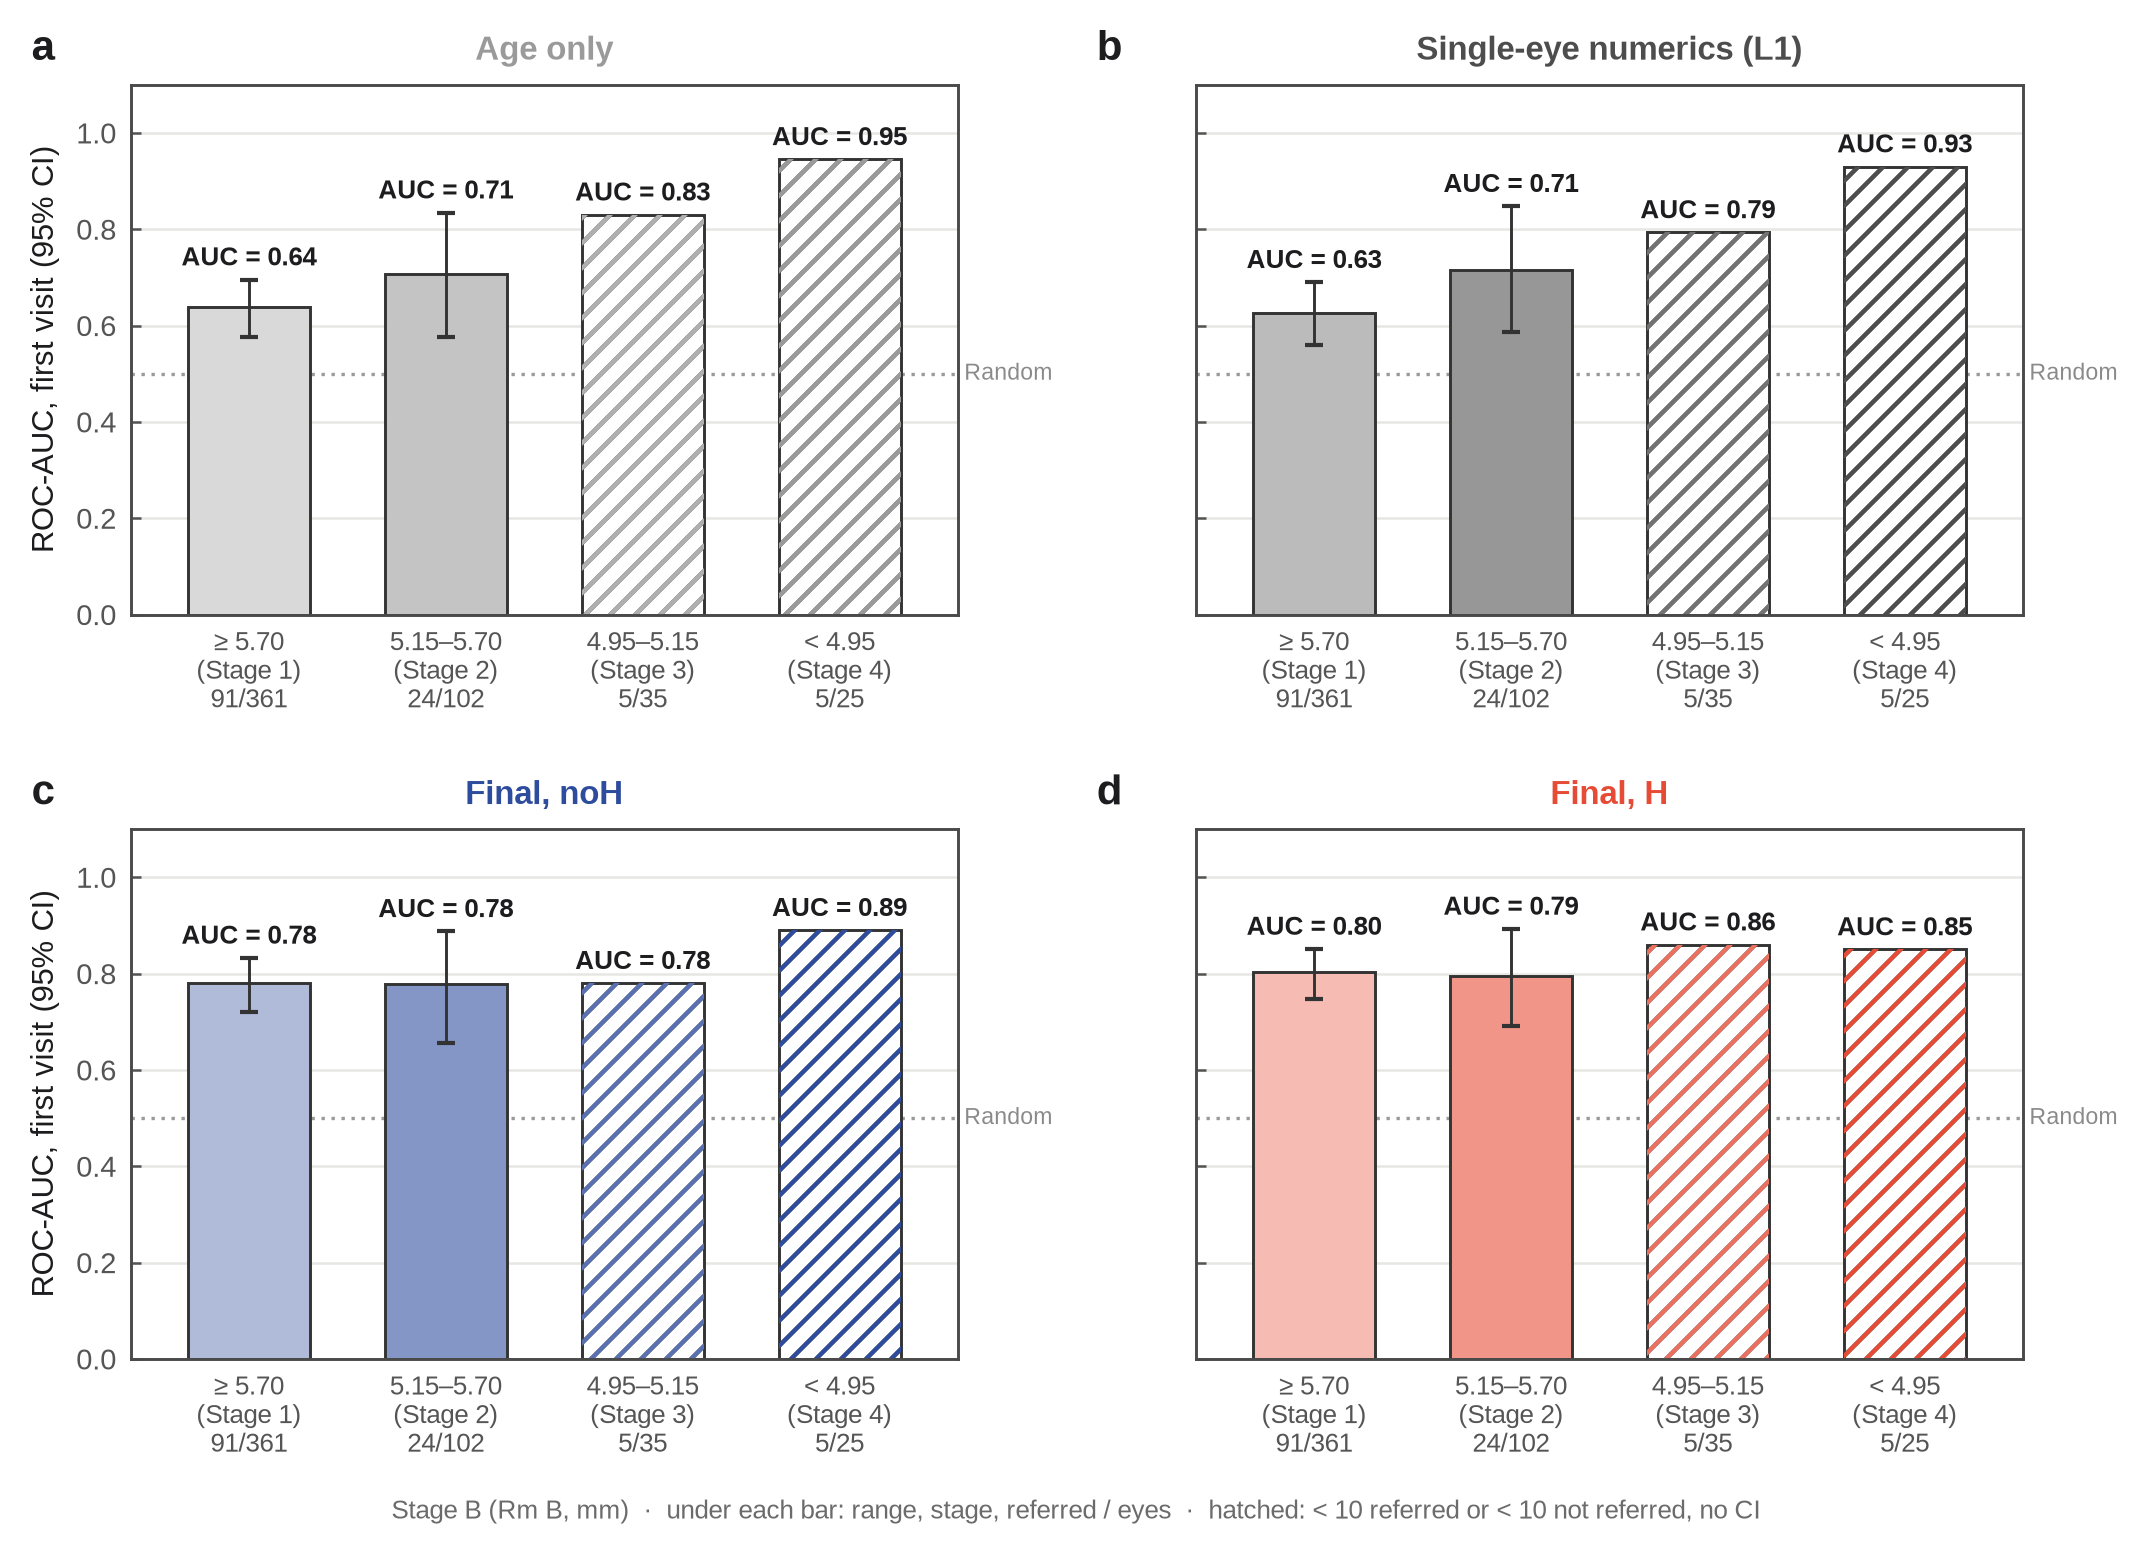 a
Age only
ROC-AUC, first visit (95% CI)
1.0
0.8
0.6
0.4
0.2
0.0
AUC = 0.64
AUC = 0.71
AUC = 0.83
AUC = 0.95
Random
≥ 5.70
(Stage 1)
91/361
5.15–5.70
(Stage 2)
24/102
4.95–5.15
(Stage 3)
5/35
< 4.95
(Stage 4)
5/25
b
Single-eye numerics (L1)
AUC = 0.63
AUC = 0.71
AUC = 0.79
AUC = 0.93
Random
≥ 5.70
(Stage 1)
91/361
5.15–5.70
(Stage 2)
24/102
4.95–5.15
(Stage 3)
5/35
< 4.95
(Stage 4)
5/25
c
Final, noH
ROC-AUC, first visit (95% CI)
1.0
0.8
0.6
0.4
0.2
0.0
AUC = 0.78
AUC = 0.78
AUC = 0.78
AUC = 0.89
Random
≥ 5.70
(Stage 1)
91/361
5.15–5.70
(Stage 2)
24/102
4.95–5.15
(Stage 3)
5/35
< 4.95
(Stage 4)
5/25
d
Final, H
AUC = 0.80
AUC = 0.79
AUC = 0.86
AUC = 0.85
Random
≥ 5.70
(Stage 1)
91/361
5.15–5.70
(Stage 2)
24/102
4.95–5.15
(Stage 3)
5/35
< 4.95
(Stage 4)
5/25
Stage B (Rm B, mm) · under each bar: range, stage, referred / eyes · hatched: < 10 referred or < 10 not referred, no CI